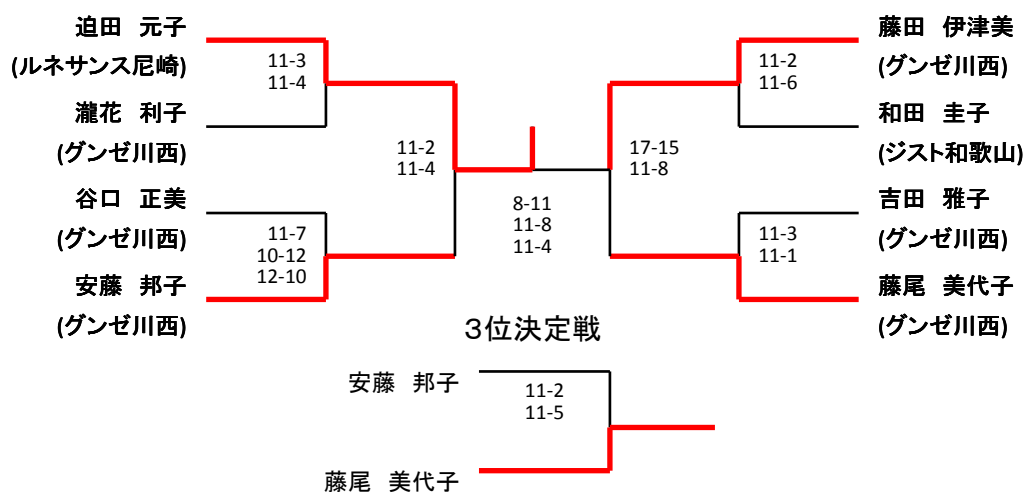 迫田　元子
(ルネサンス尼崎)
11-3
11-4
瀧花　利子
(グンゼ川西)
11-2
11-4
谷口　正美
(グンゼ川西)
11-7
10-12
12-10
安藤　邦子
(グンゼ川西)
8-11
11-8
11-4
藤田　伊津美
(グンゼ川西)
11-2
11-6
和田　圭子
(ジスト和歌山)
17-15
11-8
吉田　雅子
(グンゼ川西)
11-3
11-1
藤尾　美代子
(グンゼ川西)
3位決定戦
安藤　邦子
11-2
11-5
藤尾　美代子